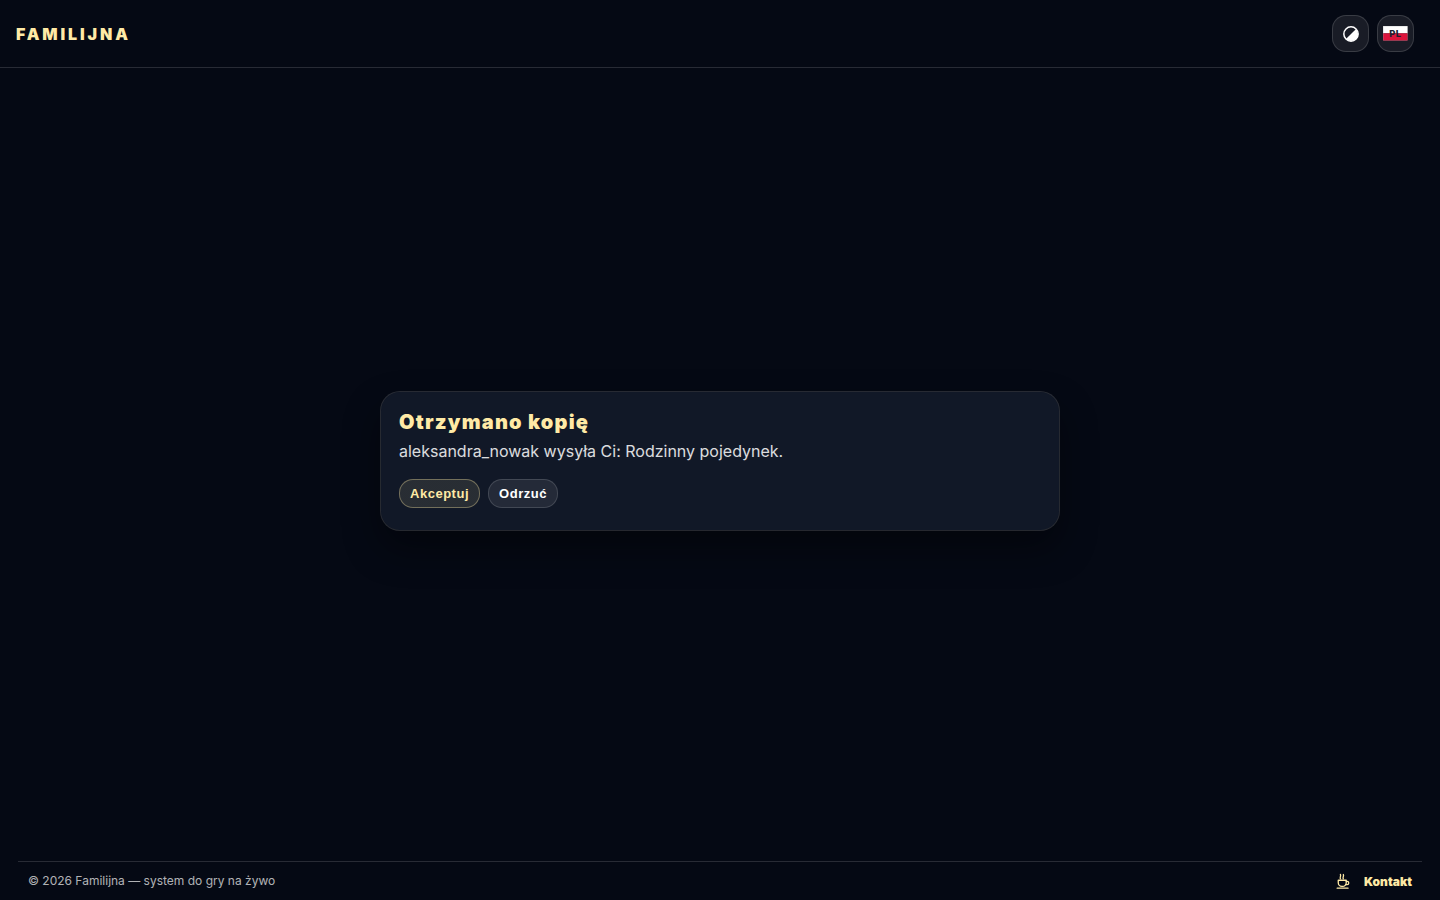 FAMILIJNA
PL
Otrzymano kopię
aleksandra_nowak wysyła Ci: Rodzinny pojedynek.
Akceptuj Odrzuć
© 2026 Familijna — system do gry na żywo
Kontakt